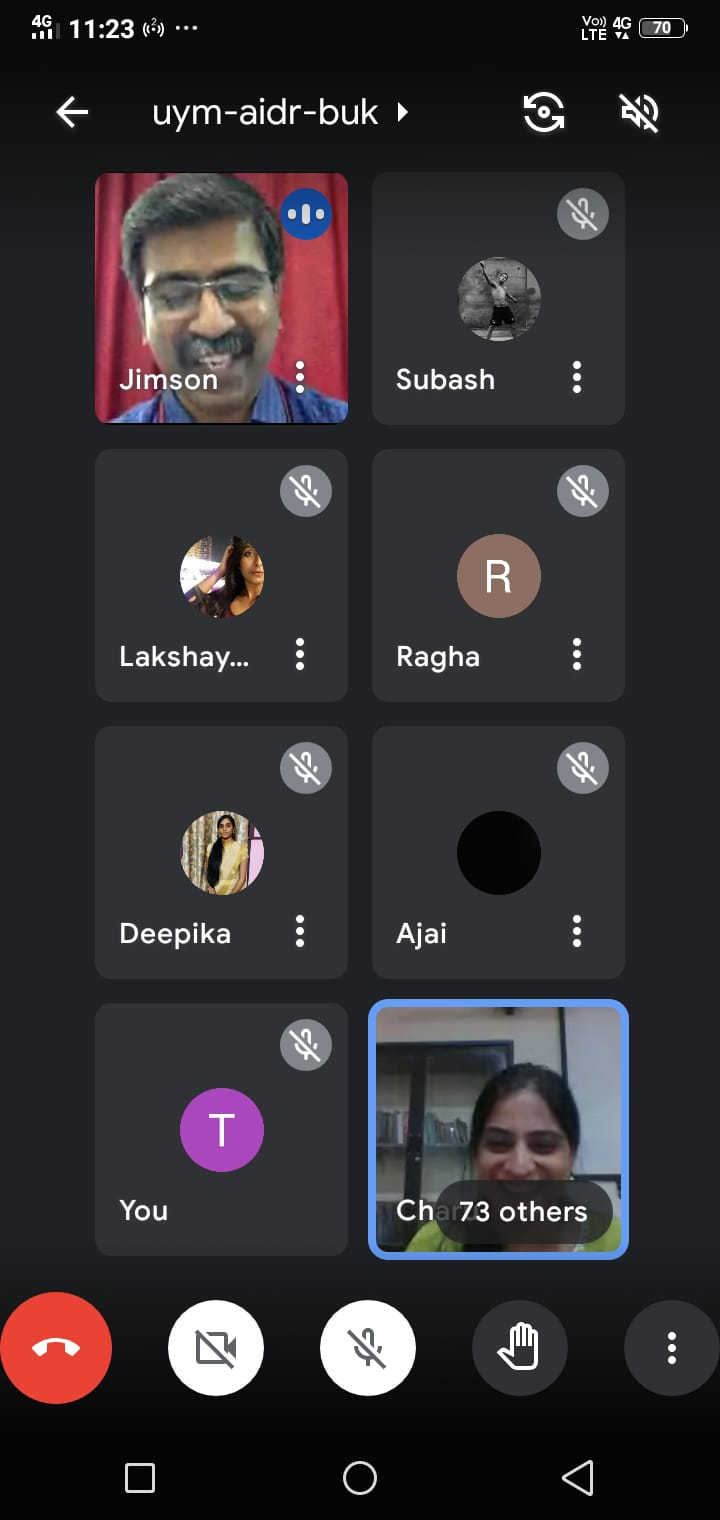 4G 11:23 2 Vo)) LTE 4G 70
uym-aidr-buk
Jimson
Subash
R
Lakshay...
Ragha
Deepika
Ajai
T
You
73 others